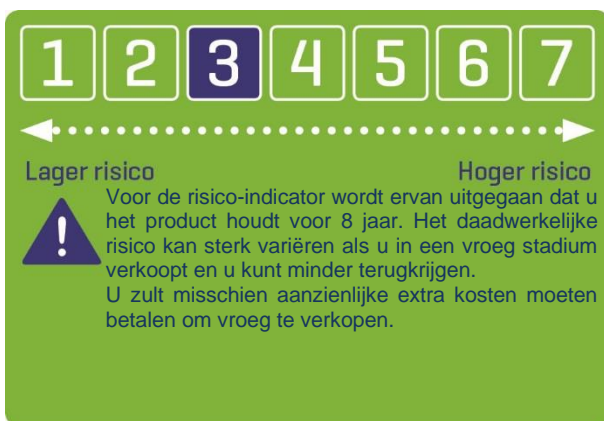 1 2 3 4 5 6 7
Lager risico Hoger risico
!
Voor de risico-indicator wordt ervan uitgegaan dat u
het product houdt voor 8 jaar. Het daadwerkelijke
risico kan sterk variëren als u in een vroeg stadium
verkoopt en u kunt minder terugkrijgen.
U zult misschien aanzienlijke extra kosten moeten
betalen om vroeg te verkopen.